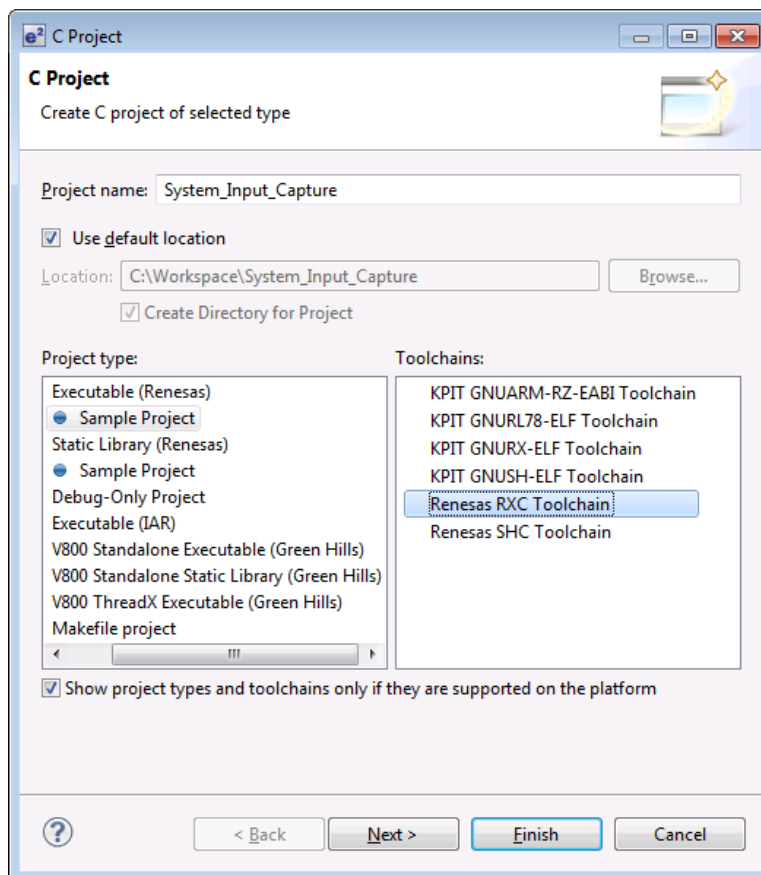 e² C Project
C Project
Create C project of selected type
Project name: System_Input_Capture
Use default location
Location: C:\Workspace\System_Input_Capture Browse...
Create Directory for Project
Project type:
Executable (Renesas)
Sample Project
Static Library (Renesas)
Sample Project
Debug-Only Project
Executable (IAR)
V800 Standalone Executable (Green Hills)
V800 Standalone Static Library (Green Hills)
V800 ThreadX Executable (Green Hills)
Makefile project
Toolchains:
KPIT GNUARM-RZ-EABI Toolchain
KPIT GNURL78-ELF Toolchain
KPIT GNURX-ELF Toolchain
KPIT GNUSH-ELF Toolchain
Renesas RXC Toolchain
Renesas SHC Toolchain
Show project types and toolchains only if they are supported on the platform
? < Back Next > Finish Cancel